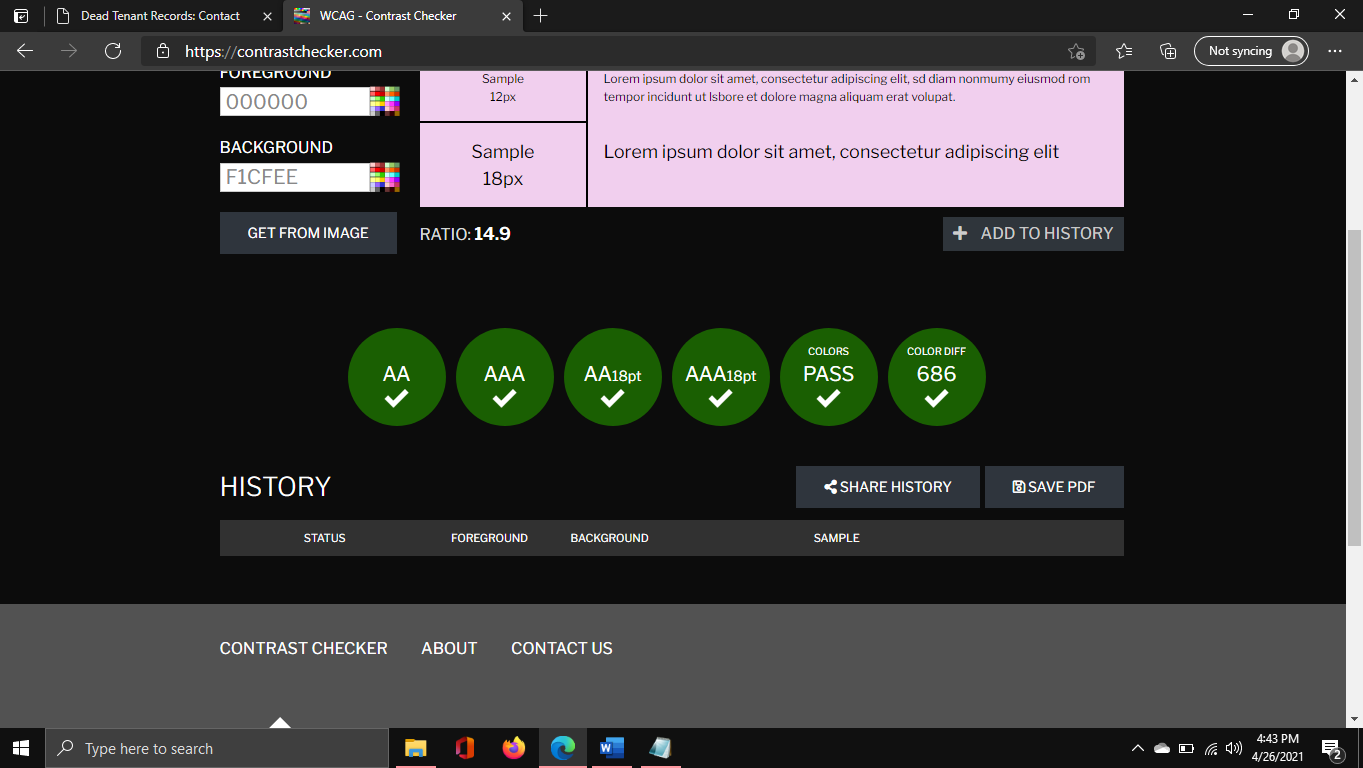 Dead Tenant Records: Contact
WCAG - Contrast Checker
https://contrastchecker.com
Not syncing
FOREGROUND
000000
BACKGROUND
F1CFEE
GET FROM IMAGE
Sample
12px
Lorem ipsum dolor sit amet, consectetur adipiscing elit, sd diam nonmumy eiusmod rom
tempor incidunt ut lsbore et dolore magna aliquam erat volupat.
Sample
18px
Lorem ipsum dolor sit amet, consectetur adipiscing elit
RATIO: 14.9
ADD TO HISTORY
AA
AAA
AA18pt
AAA18pt
COLORS
PASS
COLOR DIFF
686
HISTORY
SHARE HISTORY
SAVE PDF
STATUS
FOREGROUND
BACKGROUND
SAMPLE
CONTRAST CHECKER
ABOUT
CONTACT US
Type here to search
4:43 PM
4/26/2021
2